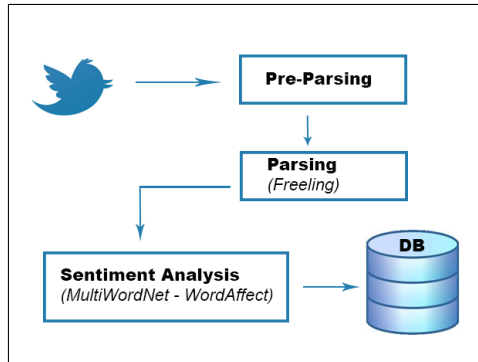 Pre-Parsing
Parsing
(Freeling)
Sentiment Analysis
(MultiWordNet - WordAffect)
DB